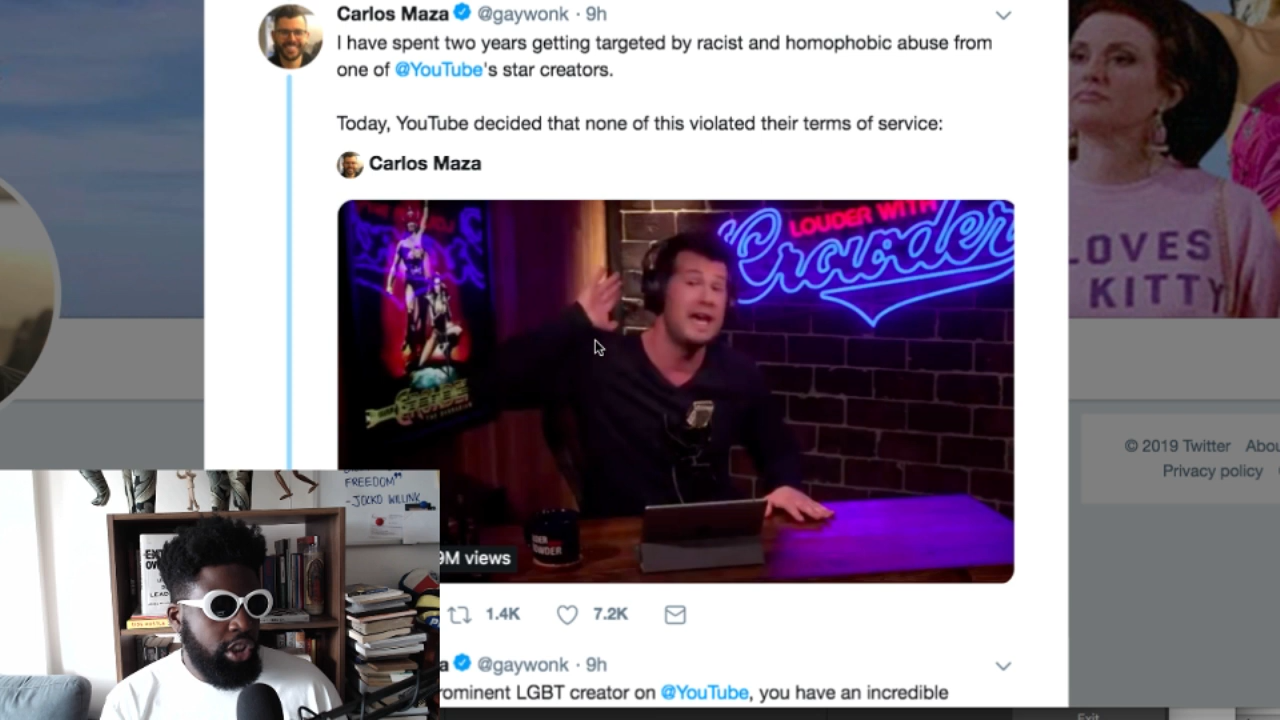 Carlos Maza @gaywonk · 9h
I have spent two years getting targeted by racist and homophobic abuse from
one of @YouTube's star creators.
Today, YouTube decided that none of this violated their terms of service:
Carlos Maza
LOUDER WITH
Crowder
LOVES
KITTY
© 2019 Twitter Abou
Privacy policy
FREEDOM"
-JOCKO WILLINK
9M views
1.4K 7.2K
a @gaywonk · 9h
rominent LGBT creator on @YouTube, you have an incredible
Exit